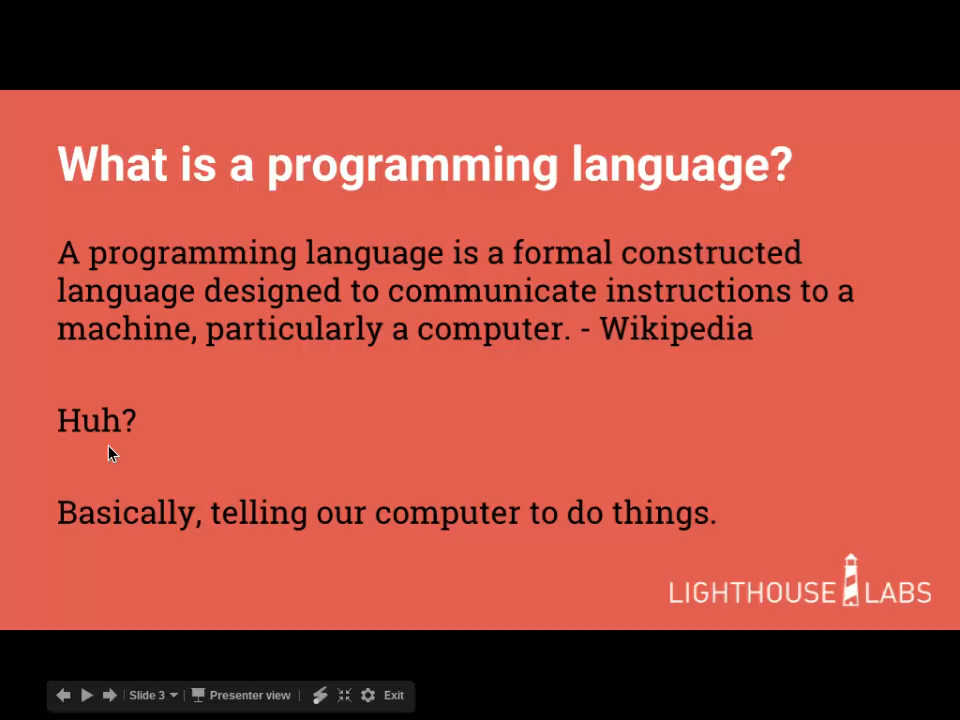 What is a programming language?
A programming language is a formal constructed
language designed to communicate instructions to a
machine, particularly a computer. - Wikipedia
Huh?
Basically, telling our computer to do things.
LIGHTHOUSE LABS
Slide 3 Presenter view Exit